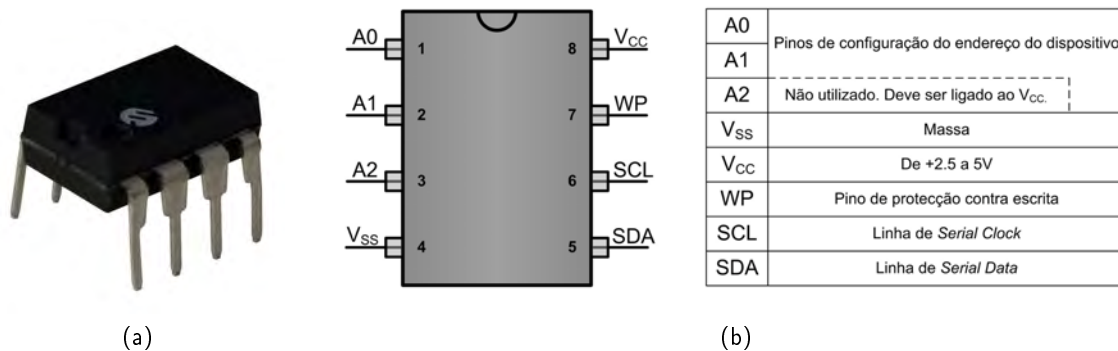 A0
1
A1
2
A2
3
VSS
4
VCC
8
WP
7
SCL
6
SDA
5
A0
A1
Pinos de configuração do endereço do dispositivo
A2
Não utilizado. Deve ser ligado ao VCC.
VSS
Massa
VCC
De +2.5 a 5V
WP
Pino de protecção contra escrita
SCL
Linha de Serial Clock
SDA
Linha de Serial Data
(a)
(b)